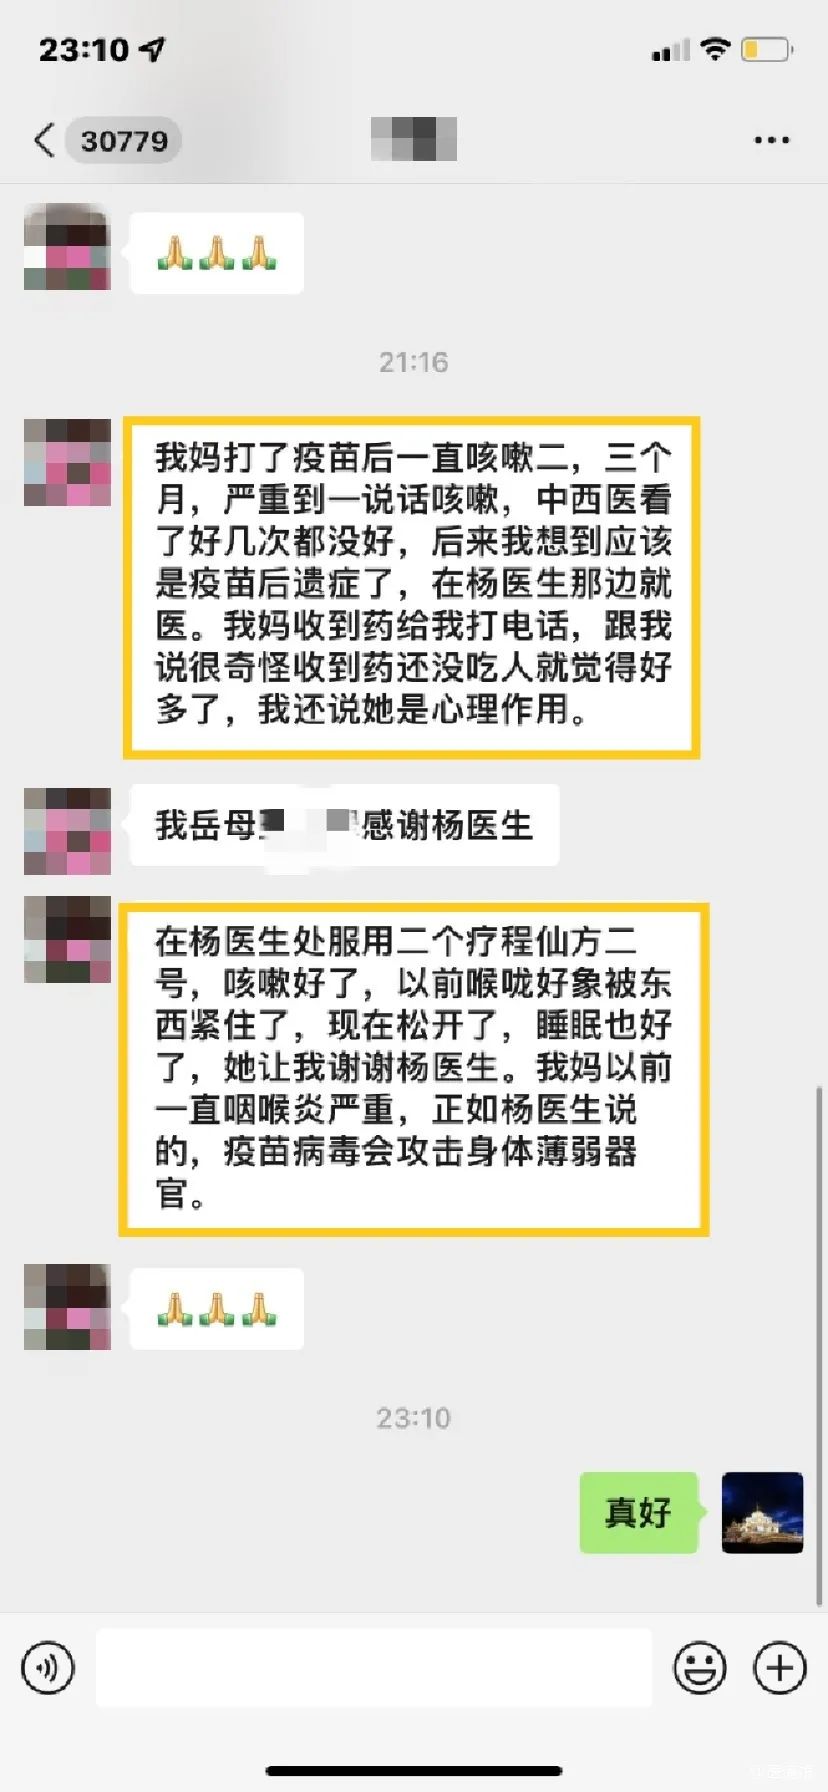 23:10
30779
21:16
我妈打了疫苗后一直咳嗽二，三个
月，严重到一说话咳嗽，中西医看
了好几次都没好，后来我想到应该
是疫苗后遗症了，在杨医生那边就
医。我妈收到药给我打电话，跟我
说很奇怪收到药还没吃人就觉得好
多了，我还说她是心理作用。
我岳母 感谢杨医生
在杨医生处服用二个疗程仙方二
号，咳嗽好了，以前喉咙好象被东
西紧住了，现在松开了，睡眠也好
了，她让我谢谢杨医生。我妈以前
一直咽喉炎严重，正如杨医生说
的，疫苗病毒会攻击身体薄弱器
官。
23:10
真好